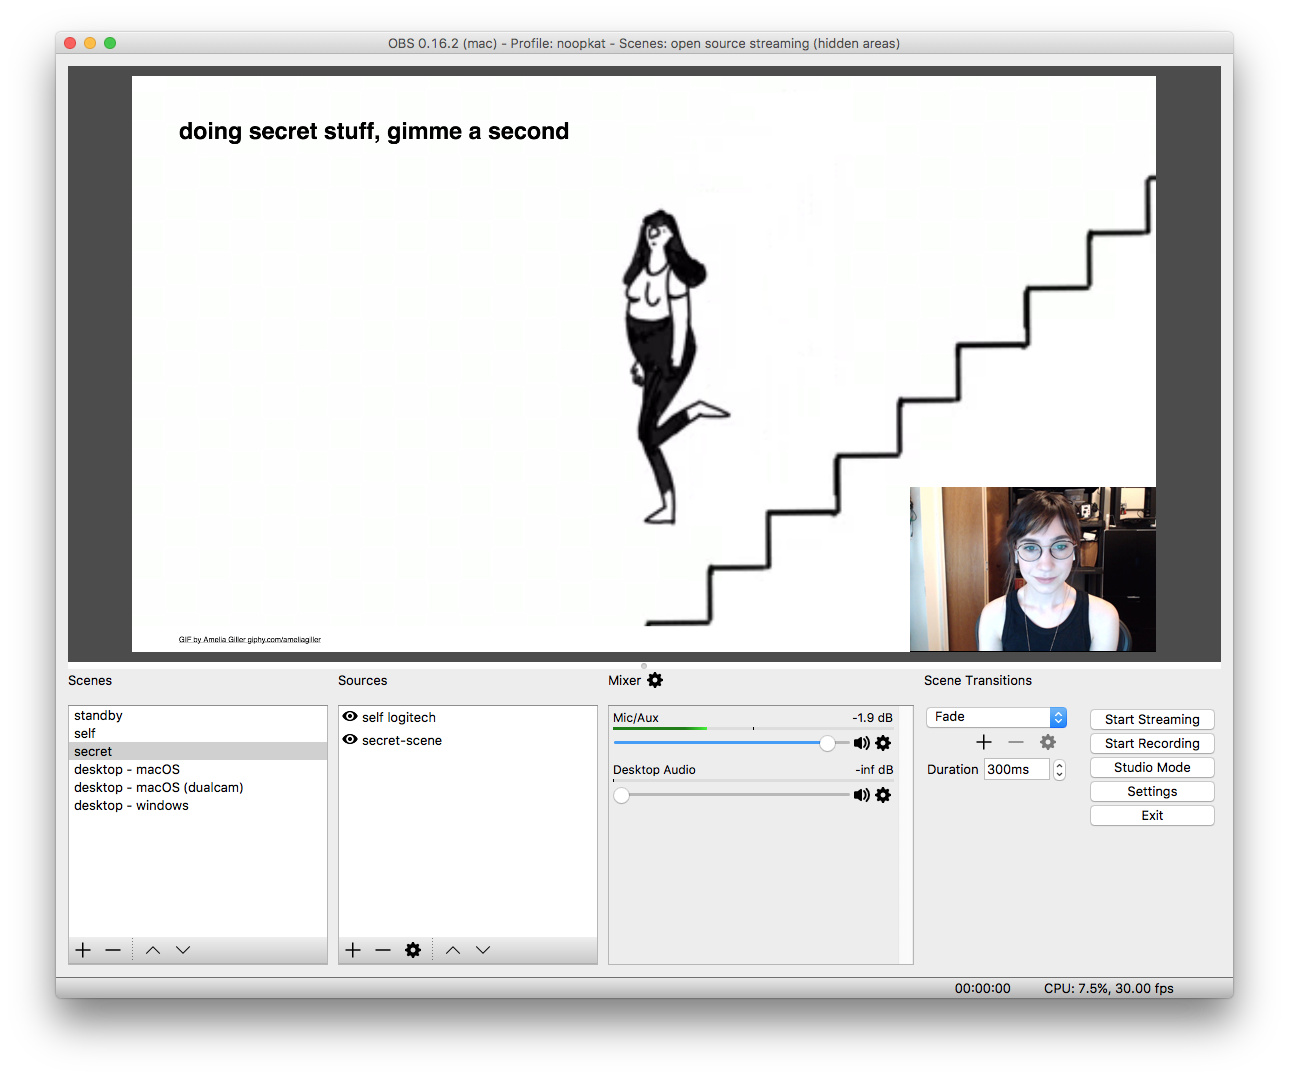 OBS 0.16.2 (mac) - Profile: noopkat - Scenes: open source streaming (hidden areas)
doing secret stuff, gimme a second
GIF by Amelia Giller giphy.com/ameliagiller
Scenes
standby
self
secret
desktop - macOS
desktop - macOS (dualcam)
desktop - windows
Sources
self logitech
secret-scene
Mixer
Mic/Aux -1.9 dB
Desktop Audio -inf dB
Scene Transitions
Fade
Duration 300ms
Start Streaming
Start Recording
Studio Mode
Settings
Exit
00:00:00 CPU: 7.5%, 30.00 fps